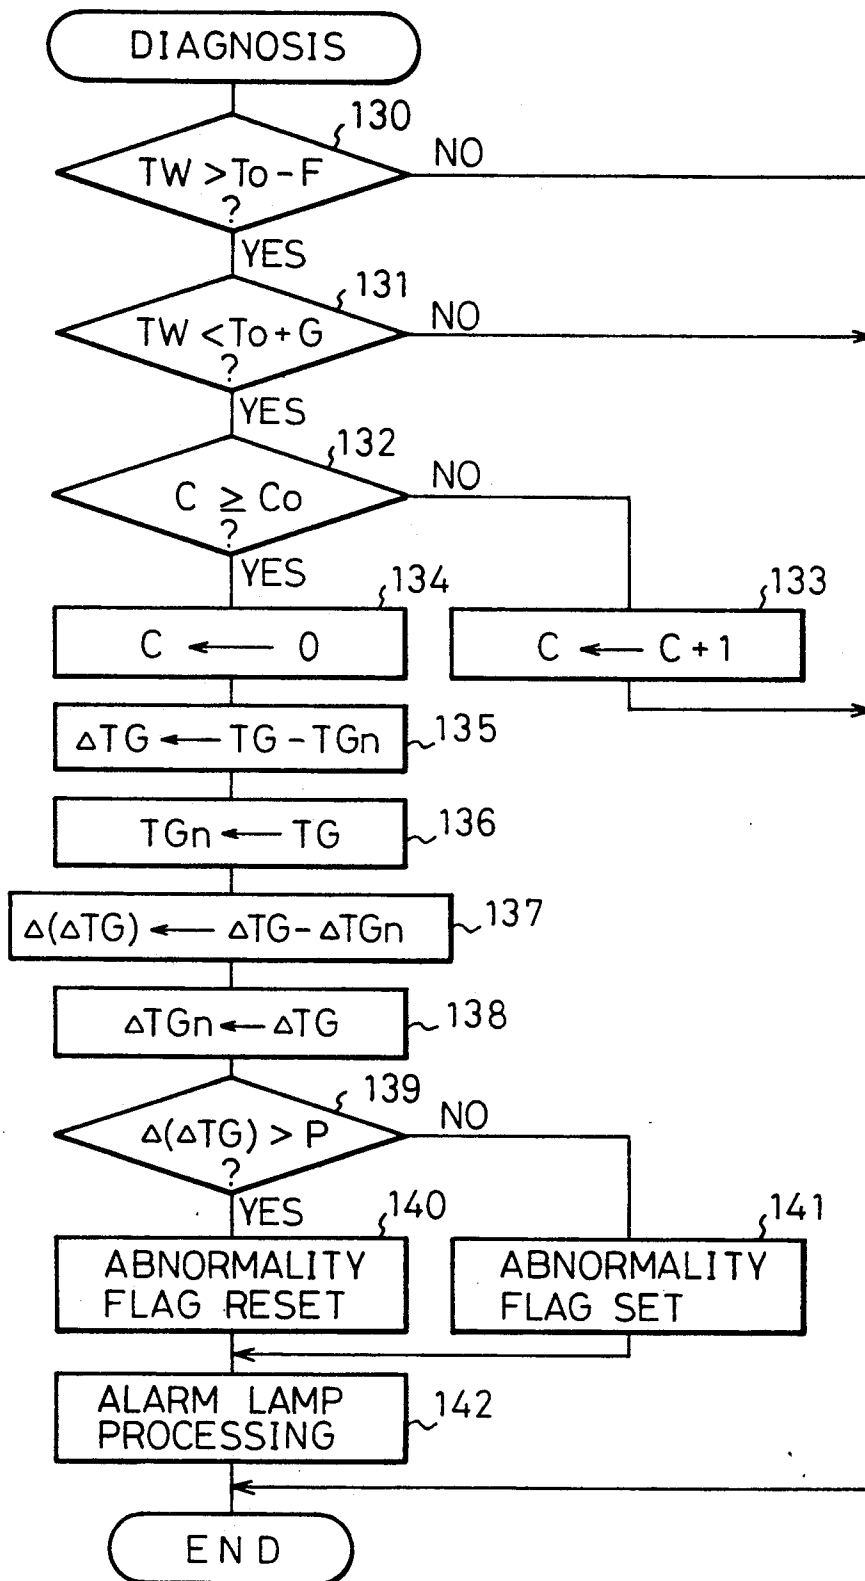 DIAGNOSIS
130
TW > To - F
?
NO
YES
131
TW < To + G
?
NO
YES
132
C ≥ Co
?
NO
YES
134
C ← 0
133
C ← C + 1
ΔTG ← TG - TGn
135
TGn ← TG
136
Δ(ΔTG) ← ΔTG - ΔTGn
137
ΔTGn ← ΔTG
138
139
Δ(ΔTG) > P
?
NO
YES
140
ABNORMALITY
FLAG RESET
141
ABNORMALITY
FLAG SET
ALARM LAMP
PROCESSING
142
END